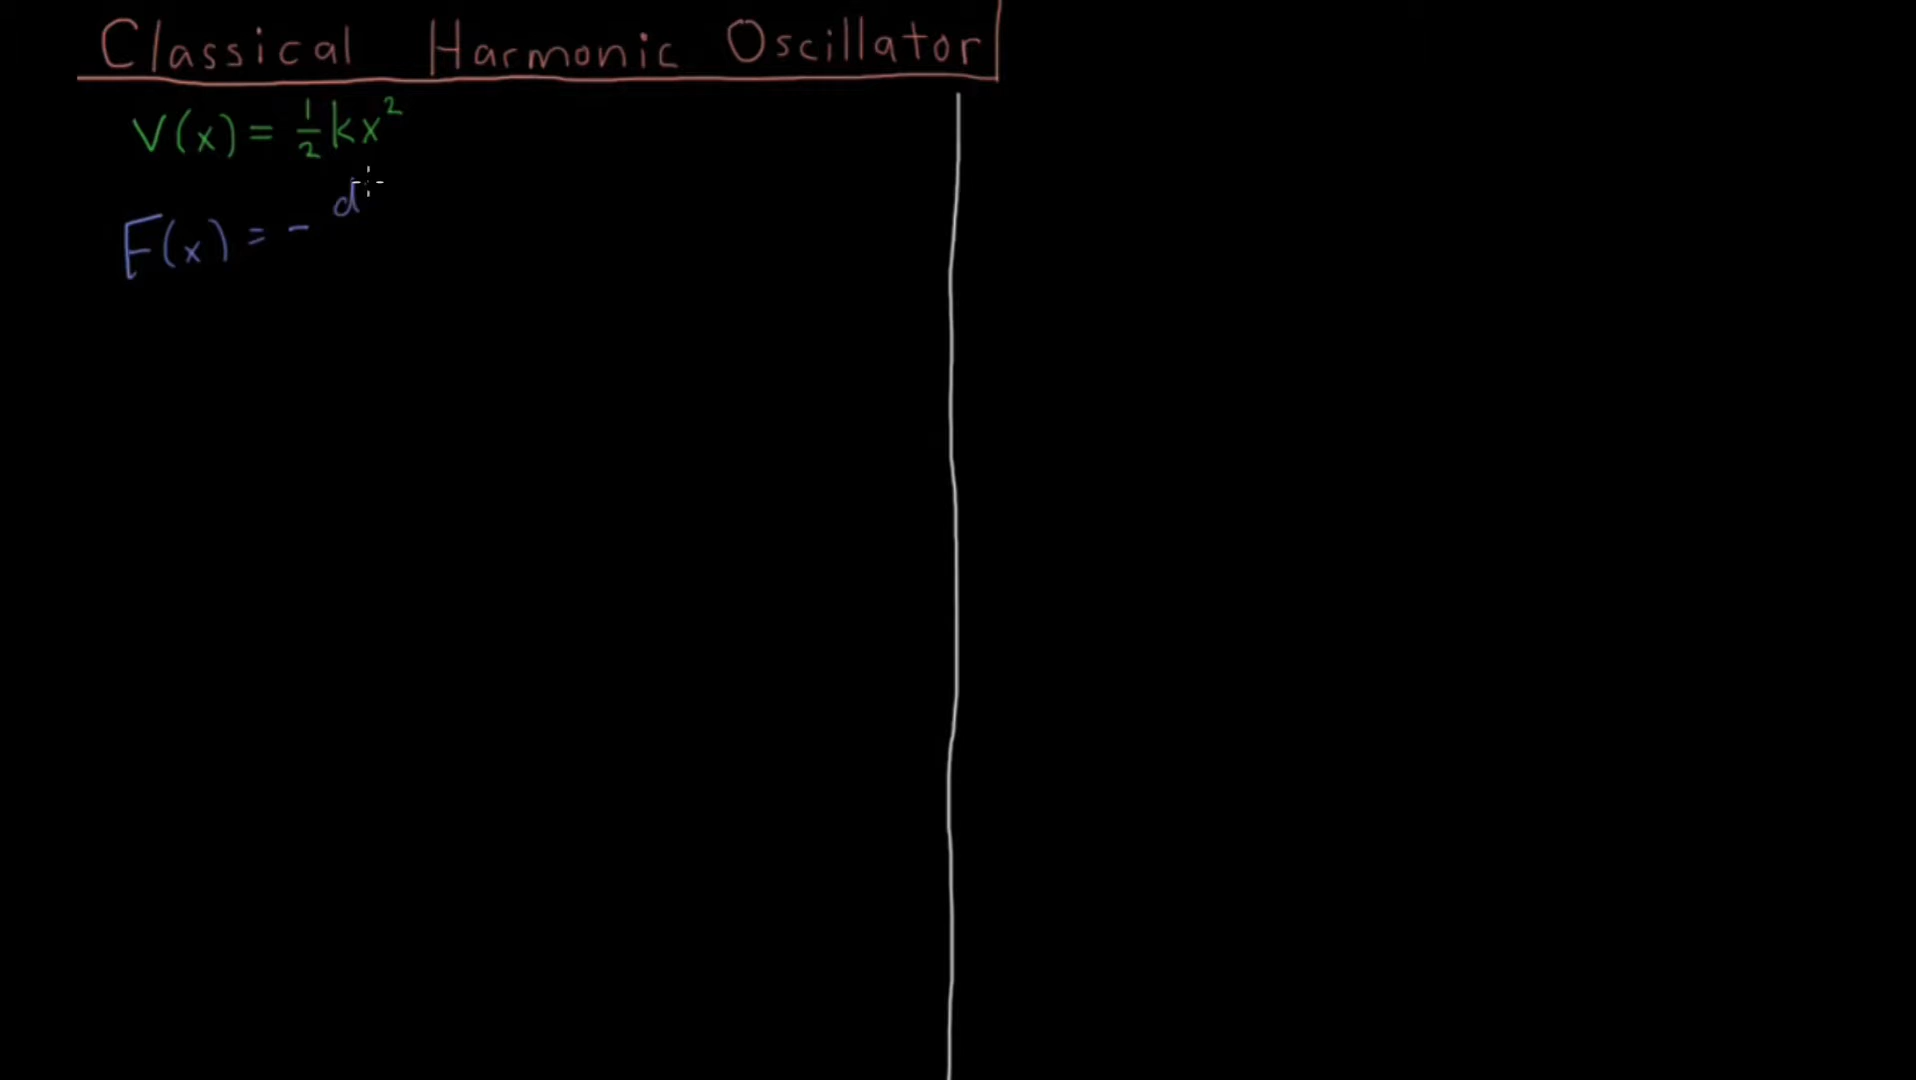 Classical Harmonic Oscillator
V(x) = ½kx²
F(x) = - d